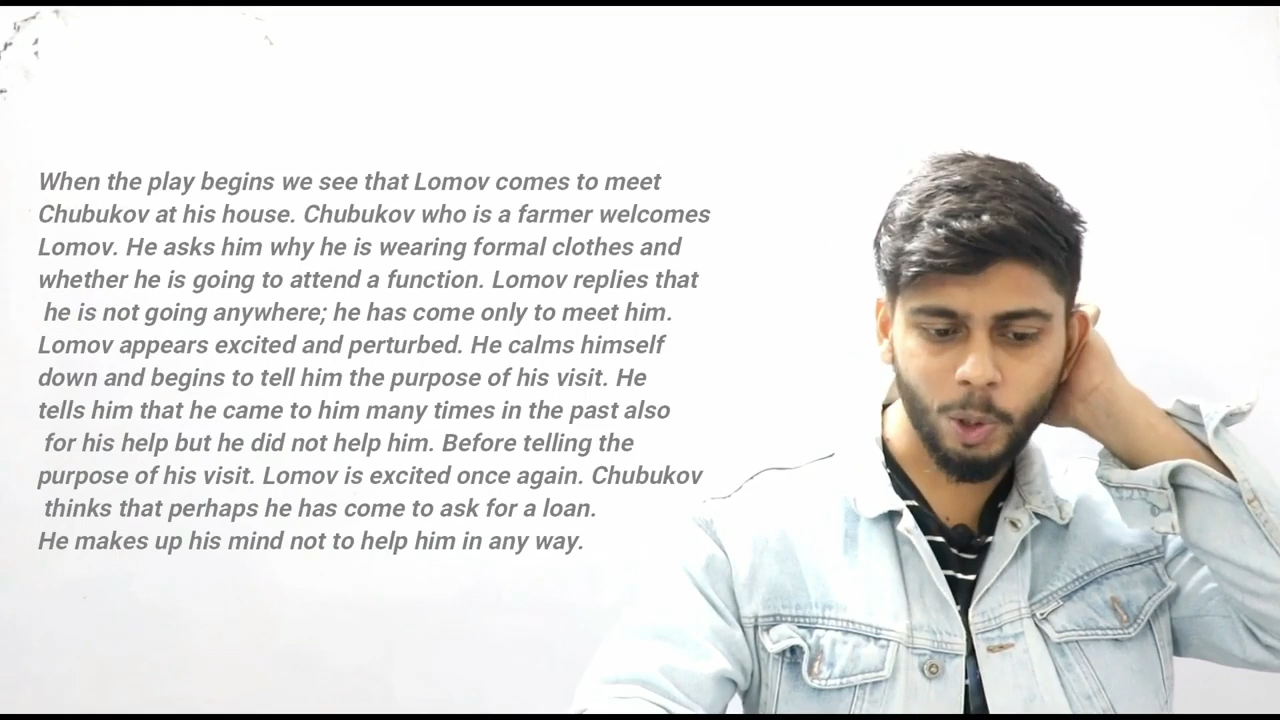 When the play begins we see that Lomov comes to meet
Chubukov at his house. Chubukov who is a farmer welcomes
Lomov. He asks him why he is wearing formal clothes and
whether he is going to attend a function. Lomov replies that
he is not going anywhere; he has come only to meet him.
Lomov appears excited and perturbed. He calms himself
down and begins to tell him the purpose of his visit. He
tells him that he came to him many times in the past also
for his help but he did not help him. Before telling the
purpose of his visit. Lomov is excited once again. Chubukov
thinks that perhaps he has come to ask for a loan.
He makes up his mind not to help him in any way.